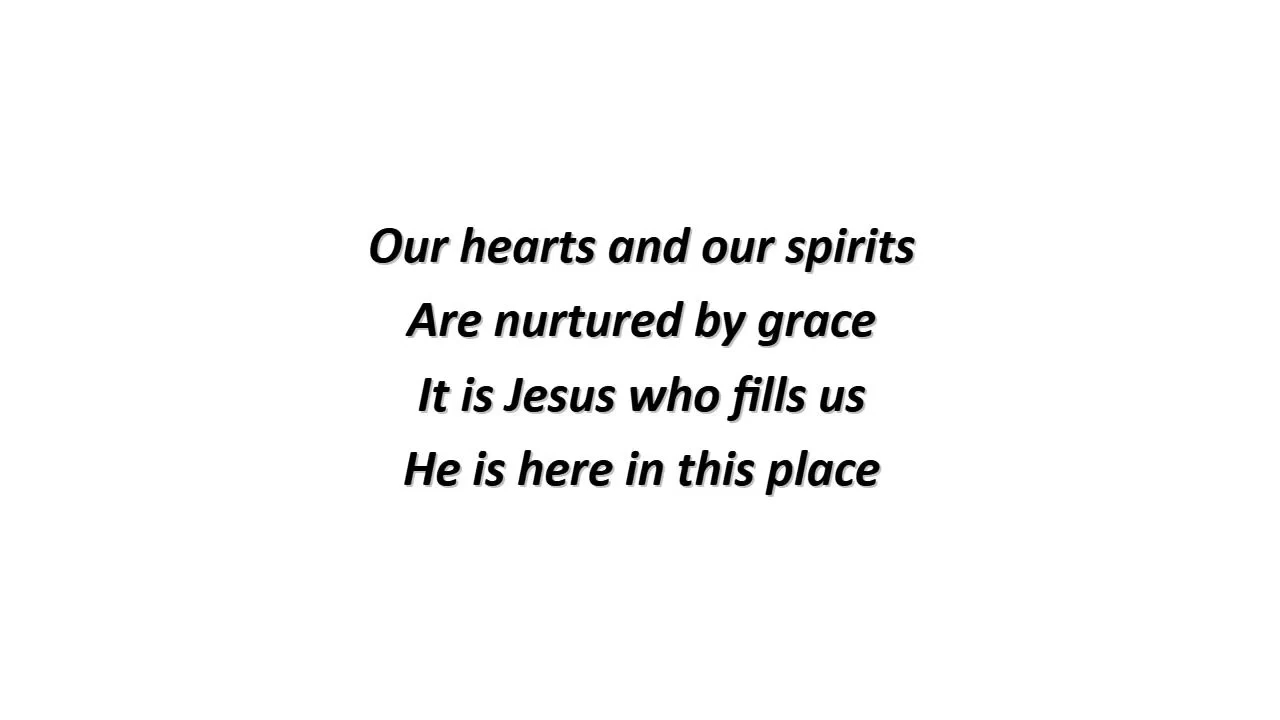 Our hearts and our spirits
Are nurtured by grace
It is Jesus who fills us
He is here in this place